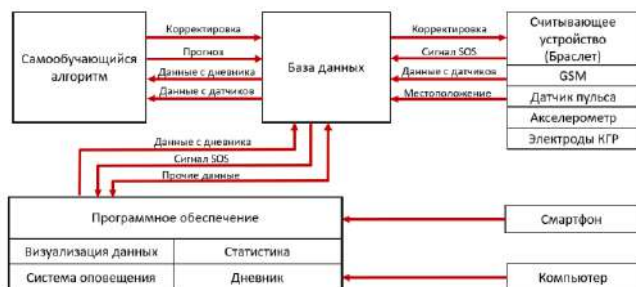 Самообучающийся
алгоритм
Корректировка
Прогноз
Данные с дневника
Данные с датчиков
База данных
Корректировка
Сигнал SOS
Данные с датчиков
Местоположение
Считывающее
устройство
(Браслет)
GSM
Датчик пульса
Акселерометр
Электроды КГР
Данные с дневника
Сигнал SOS
Прочие данные
Программное обеспечение
Визуализация данных
Статистика
Система оповещения
Дневник
Смартфон
Компьютер